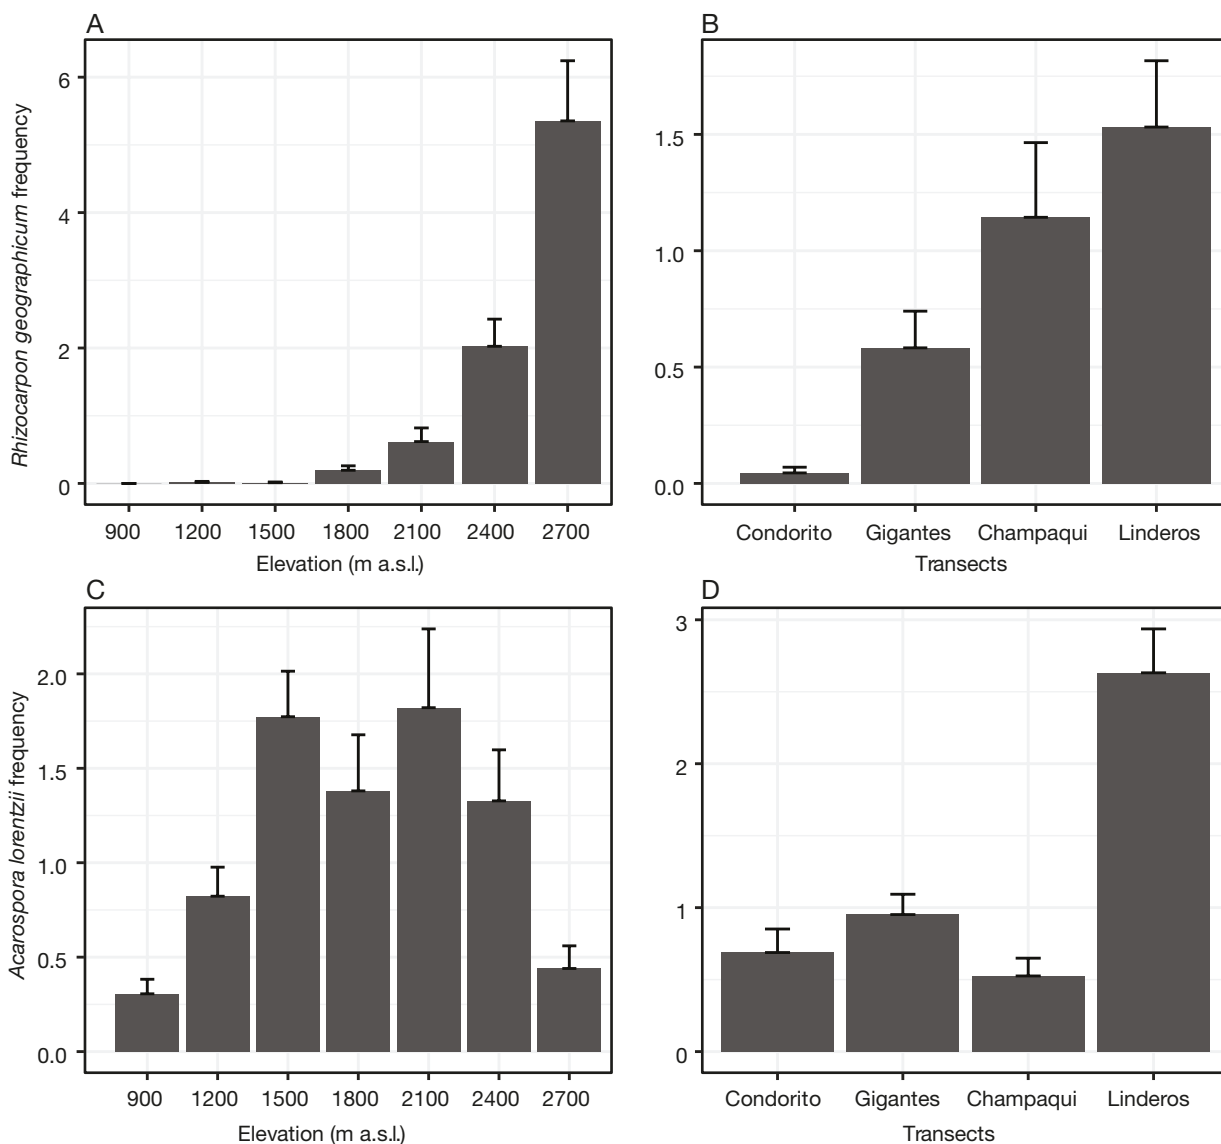 A
Rhizocarpon geographicum frequency
6
4
2
0
900 1200 1500 1800 2100 2400 2700
Elevation (m a.s.l.)
B
1.5
1.0
0.5
0.0
Condorito Gigantes Champaqui Linderos
Transects
C
Acarospora lorentzii frequency
2.0
1.5
1.0
0.5
0.0
900 1200 1500 1800 2100 2400 2700
Elevation (m a.s.l.)
D
3
2
1
0
Condorito Gigantes Champaqui Linderos
Transects